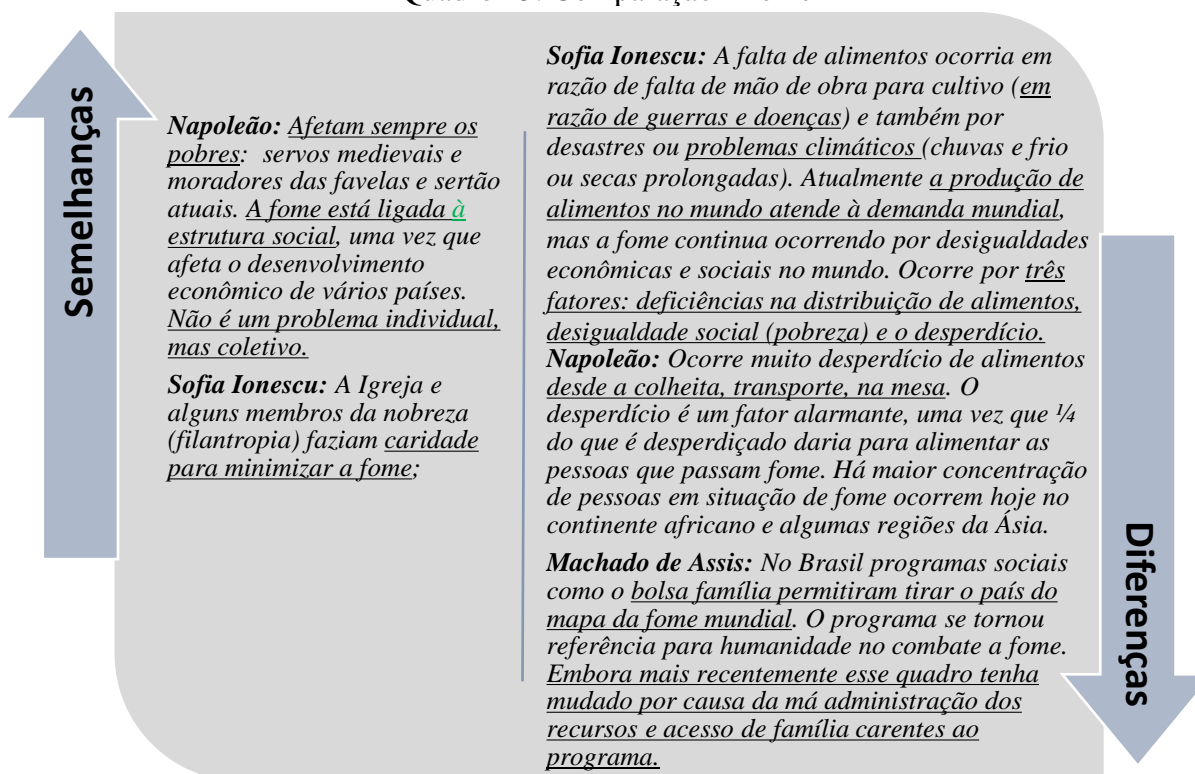 Semelhanças
Napoleão: Afetam sempre os
pobres: servos medievais e
moradores das favelas e sertão
atuais. A fome está ligada à
estrutura social, uma vez que
afeta o desenvolvimento
econômico de vários países.
Não é um problema individual,
mas coletivo.
Sofia Ionescu: A Igreja e
alguns membros da nobreza
(filantropia) faziam caridade
para minimizar a fome;
Sofia Ionescu: A falta de alimentos ocorria em
razão de falta de mão de obra para cultivo (em
razão de guerras e doenças) e também por
desastres ou problemas climáticos (chuvas e frio
ou secas prolongadas). Atualmente a produção de
alimentos no mundo atende à demanda mundial,
mas a fome continua ocorrendo por desigualdades
econômicas e sociais no mundo. Ocorre por três
fatores: deficiências na distribuição de alimentos,
desigualdade social (pobreza) e o desperdício.
Napoleão: Ocorre muito desperdício de alimentos
desde a colheita, transporte, na mesa. O
desperdício é um fator alarmante, uma vez que ¼
do que é desperdiçado daria para alimentar as
pessoas que passam fome. Há maior concentração
de pessoas em situação de fome ocorrem hoje no
continente africano e algumas regiões da Ásia.
Machado de Assis: No Brasil programas sociais
como o bolsa família permitiram tirar o país do
mapa da fome mundial. O programa se tornou
referência para humanidade no combate a fome.
Embora mais recentemente esse quadro tenha
mudado por causa da má administração dos
recursos e acesso de família carentes ao
programa.
Diferenças